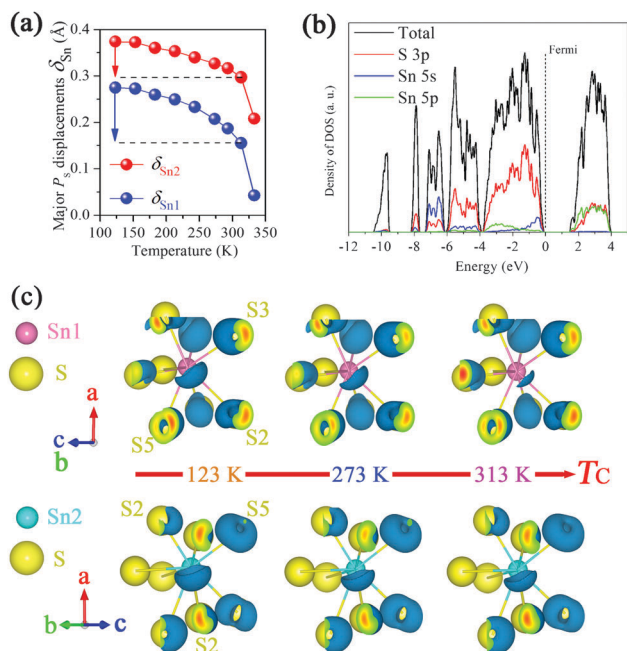 (a)
Major Ps displacements δSn (Å)
0.4
0.3
0.2
0.1
0.0
δSn2
δSn1
100 150 200 250 300 350
Temperature (K)
(b)
Density of DOS (a. u.)
Total
S 3p
Sn 5s
Sn 5p
Fermi
-12 -10 -8 -6 -4 -2 0 2 4
Energy (eV)
(c)
Sn1
S
a
c
b
S3
S5
S2
123 K 273 K 313 K TC
Sn2
S
a
b
c
S2
S5
S2